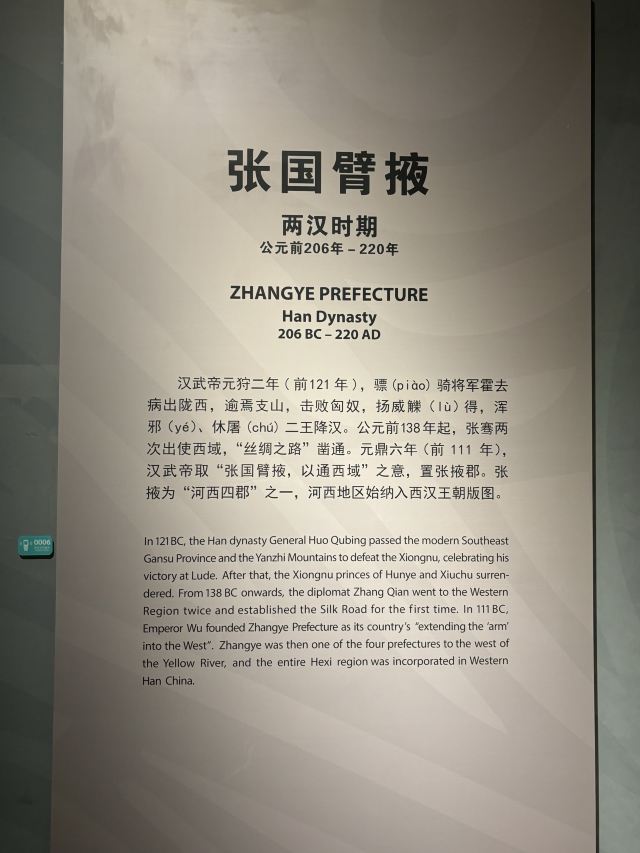 张国臂掖
两汉时期
公元前206年 – 220年
ZHANGYE PREFECTURE
Han Dynasty
206 BC – 220 AD
汉武帝元狩二年（前121 年），骠(piào) 骑将军霍去
病出陇西，逾焉支山，击败匈奴，扬威觻（lù）得，浑
邪（yé）、休屠（chú）二王降汉。公元前138年起，张骞两
次出使西域，“丝绸之路”凿通。元鼎六年（前 111 年），
汉武帝取“张国臂掖，以通西域”之意，置张掖郡。张
掖为“河西四郡”之一，河西地区始纳入西汉王朝版图。
In 121 BC, the Han dynasty General Huo Qubing passed the modern Southeast
Gansu Province and the Yanzhi Mountains to defeat the Xiongnu, celebrating his
victory at Lude. After that, the Xiongnu princes of Hunye and Xiuchu surren-
dered. From 138 BC onwards, the diplomat Zhang Qian went to the Western
Region twice and established the Silk Road for the first time. In 111 BC,
Emperor Wu founded Zhangye Prefecture as its country's “extending the ‘arm’
into the West”. Zhangye was then one of the four prefectures to the west of
the Yellow River, and the entire Hexi region was incorporated in Western
Han China.
0006